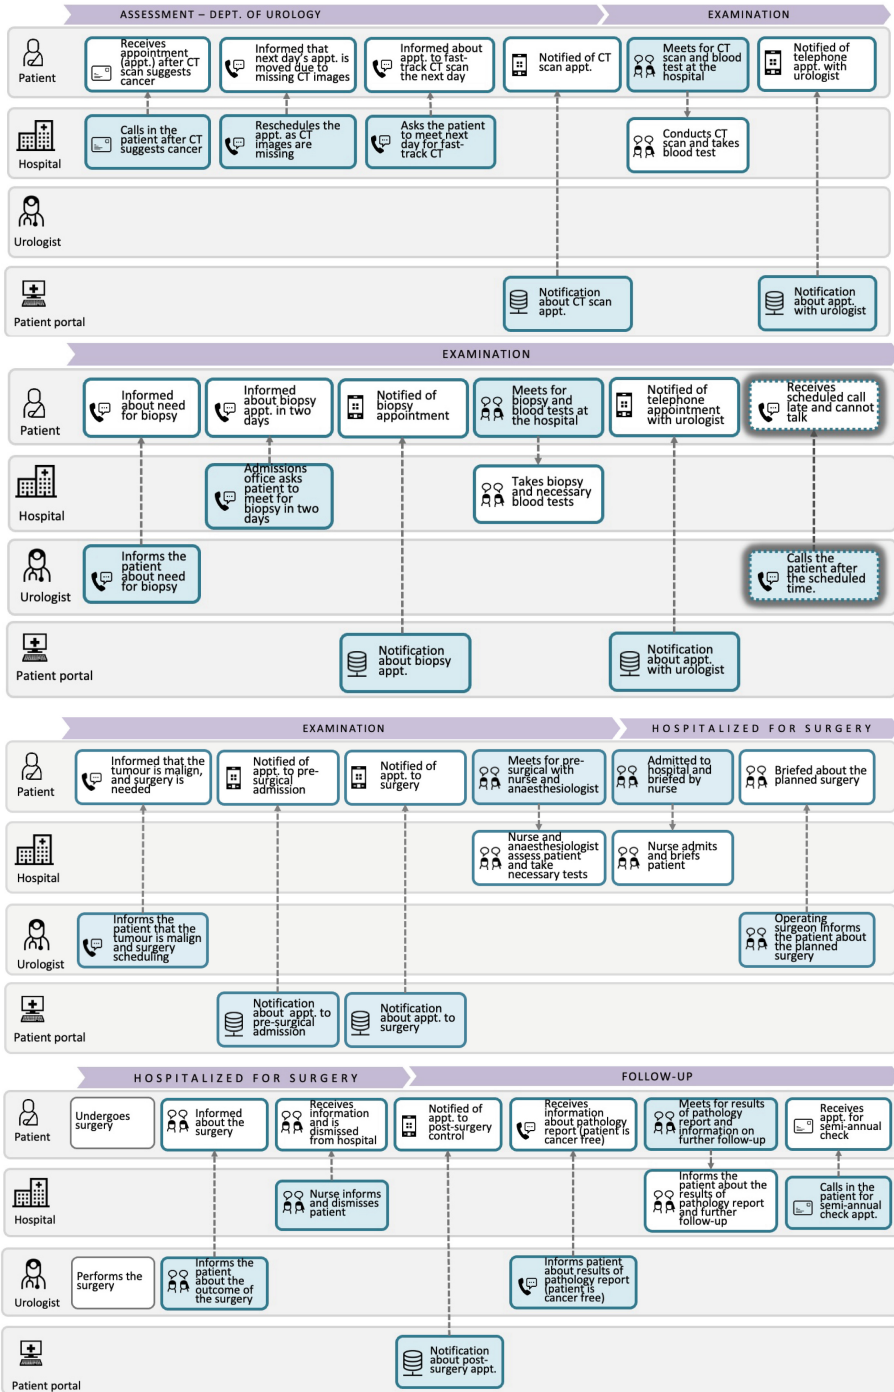 ASSESSMENT – DEPT. OF UROLOGY
EXAMINATION
Patient
Receives
appointment
(appt.) after CT
scan suggests
cancer
Informed that
next day's appt. is
moved due to
missing CT images
Informed about
appt. to fast-
track CT scan
the next day
Notified of CT
scan appt.
Meets for CT
scan and blood
test at the
hospital
Notified of
telephone
appt. with
urologist
Hospital
Calls in the
patient after CT
suggests cancer
Reschedules the
appt. as CT
images are
missing
Asks the patient
to meet next
day for fast-
track CT
Conducts CT
scan and takes
blood test
Urologist
Patient portal
Notification
about CT scan
appt.
Notification
about appt.
with urologist
EXAMINATION
Patient
Informed
about need
for biopsy
Informed
about biopsy
appt. in two
days
Notified of
biopsy
appointment
Meets for
biopsy and
blood tests at
the hospital
Notified of
telephone
appointment
with urologist
Receives
scheduled call
late and cannot
talk
Hospital
Admissions
office asks
patient to
meet for
biopsy in two
days
Takes biopsy
and necessary
blood tests
Urologist
Informs the
patient
about need
for biopsy
Calls the
patient after
the scheduled
time.
Patient portal
Notification
about biopsy
appt.
Notification
about appt.
with urologist
EXAMINATION
HOSPITALIZED FOR SURGERY
Patient
Informed that the
tumour is malign,
and surgery is
needed
Notified of
appt. to pre-
surgical
admission
Notified of
appt. to
surgery
Meets for pre-
surgical with
nurse and
anaesthesiologist
Admitted to
hospital and
briefed by
nurse
Briefed about the
planned surgery
Hospital
Nurse and
anaesthesiologist
assess patient
and take
necessary tests
Nurse admits
and briefs
patient
Urologist
Informs the
patient that the
tumour is malign
and surgery
scheduling
Operating
surgeon informs
the patient about
the planned
surgery
Patient portal
Notification
about appt. to
pre-surgical
admission
Notification
about appt. to
surgery
HOSPITALIZED FOR SURGERY
FOLLOW-UP
Patient
Undergoes
surgery
Informed about
the surgery
Receives
information
and is
dismissed
from hospital
Notified of
appt. to
post-surgery
control
Receives
information
about pathology
report (patient is
cancer free)
Meets for results
of pathology
report and
information on
further follow-up
Receives
appt. for
semi-annual
check
Hospital
Nurse informs
and dismisses
patient
Informs the
patient about the
results of
pathology report
and further
follow-up
Calls in the
patient for
semi-annual
check appt.
Urologist
Performs the
surgery
Informs the
patient
about the
outcome of
the surgery
Informs patient
about results of
pathology report
(patient is
cancer free)
Patient portal
Notification
about post-
surgery appt.